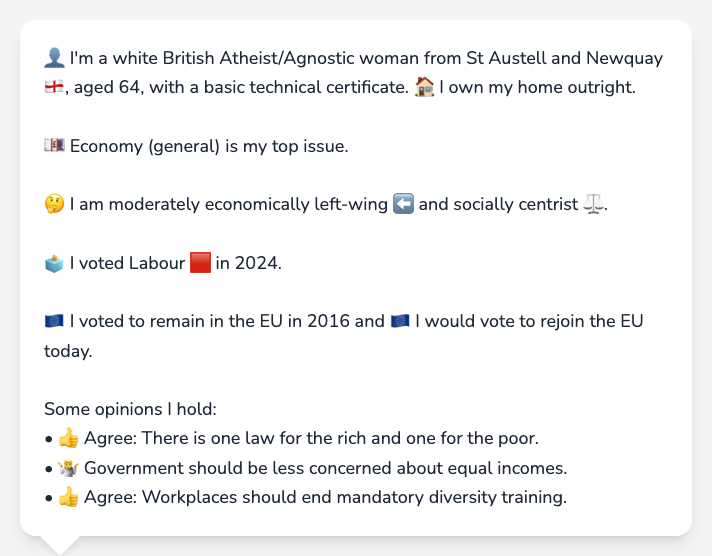 👤 I'm a white British Atheist/Agnostic woman from St Austell and Newquay
🏴󠁧󠁢󠁥󠁮󠁧󠁿, aged 64, with a basic technical certificate. 🏠 I own my home outright.
💷 Economy (general) is my top issue.
🤔 I am moderately economically left-wing ⬅️ and socially centrist ⚖️.
🗳️ I voted Labour 🟥 in 2024.
🇪🇺 I voted to remain in the EU in 2016 and 🇪🇺 I would vote to rejoin the EU
today.
Some opinions I hold:
• 👍 Agree: There is one law for the rich and one for the poor.
• 🤷 Government should be less concerned about equal incomes.
• 👍 Agree: Workplaces should end mandatory diversity training.